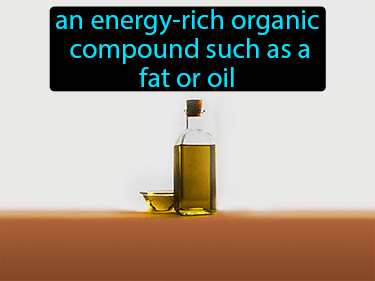 an energy-rich organic
compound such as a
fat or oil